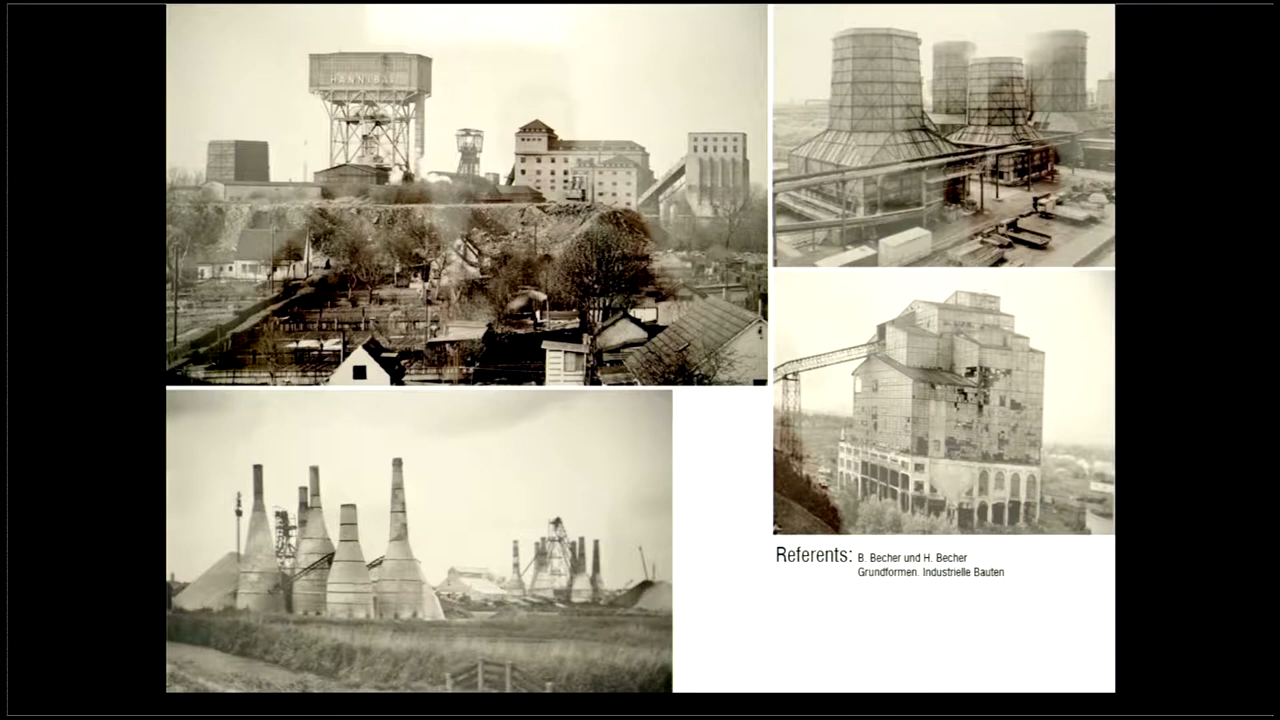 HANNIBAL
Referents: B. Becher und H. Becher
Grundformen. Industrielle Bauten